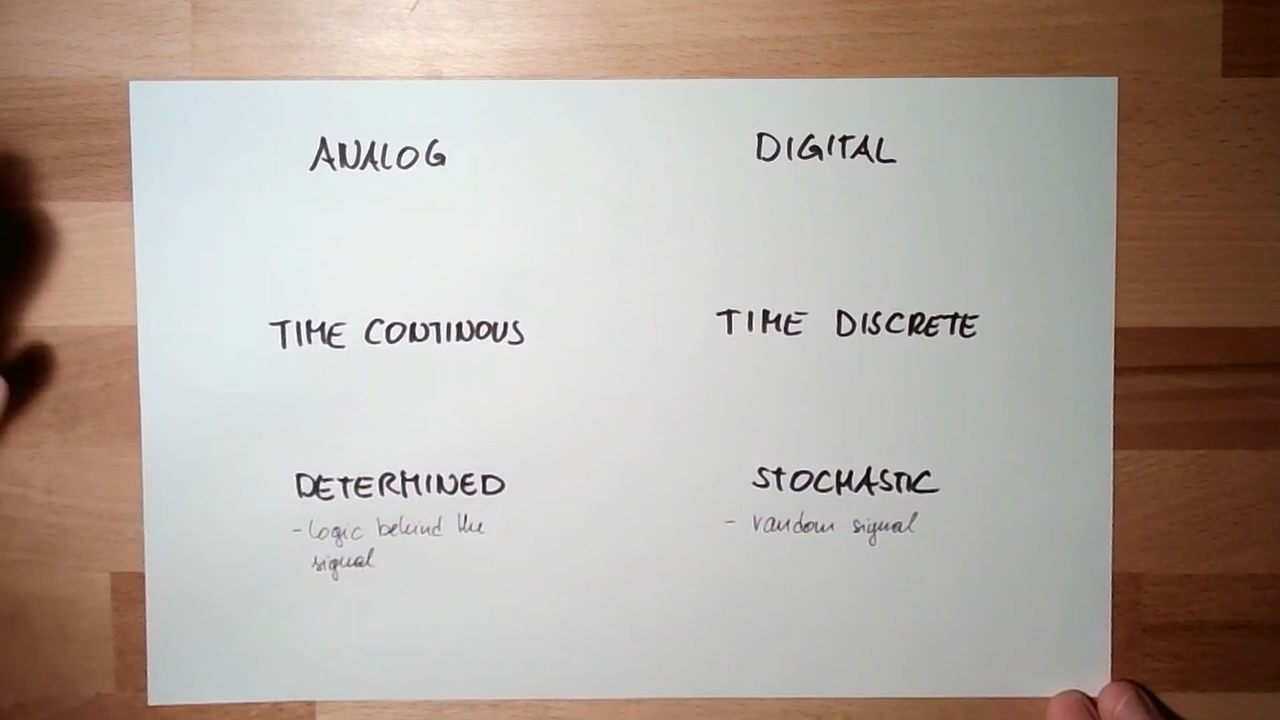 ANALOG
DIGITAL
TIME CONTINOUS
TIME DISCRETE
DETERMINED
- logic behind the
signal
STOCHASTIC
- random signal